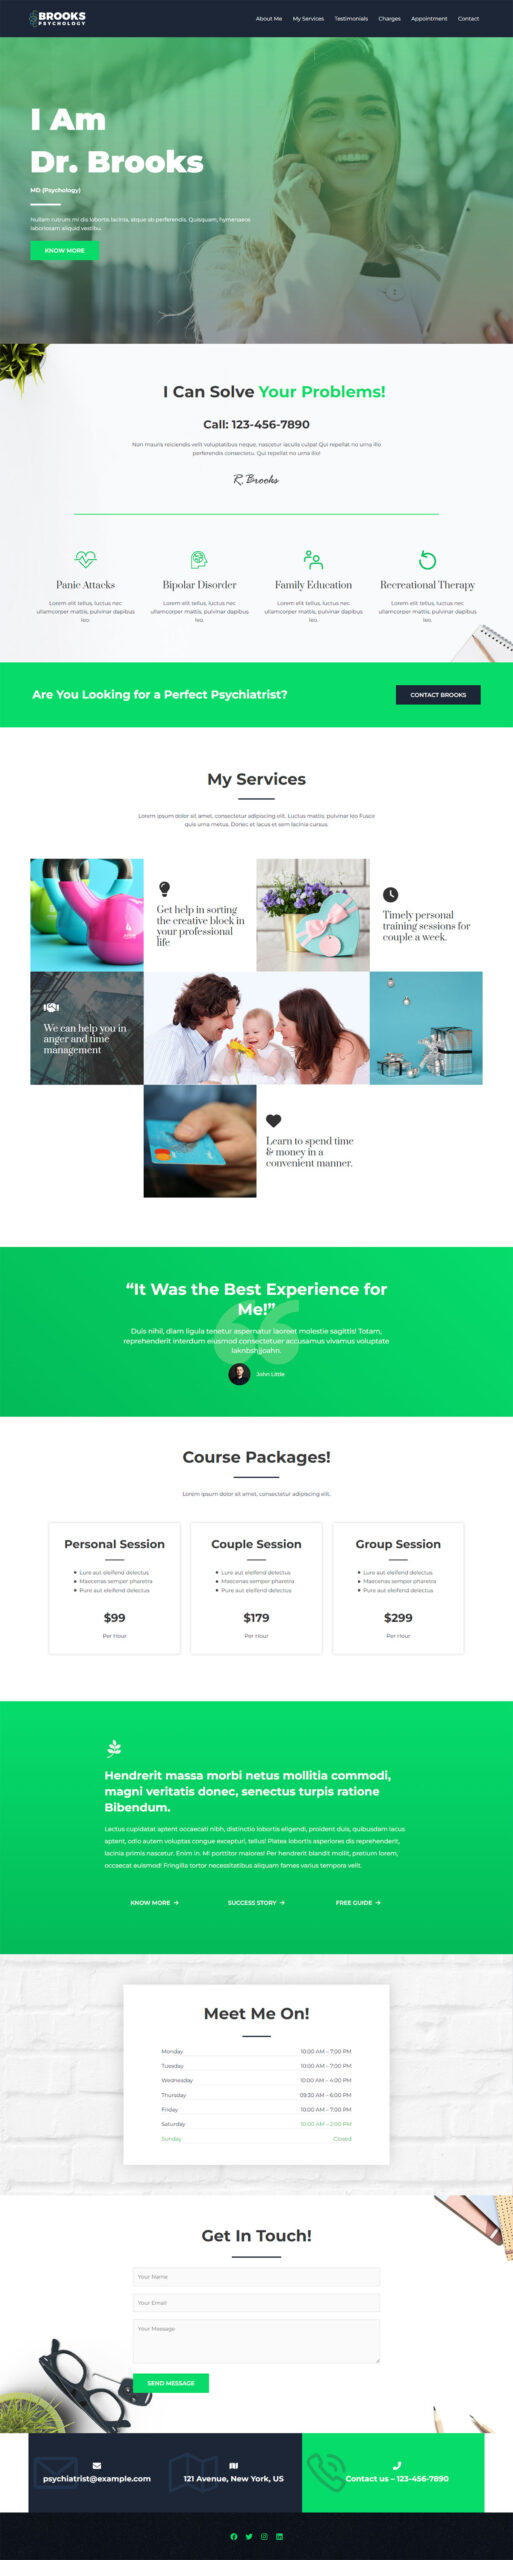 BROOKS
PSYCHOLOGY
About Me
My Services
Testimonials
Charges
Appointment
Contact
I Am
Dr. Brooks
MD (Psychology)
Nullam rutrum mi dis lobortis lacinia, atque ab perferendis. Quisquam, hymenaeos
laboriosam aliquid vestibu.
KNOW MORE
I Can Solve Your Problems!
Call: 123-456-7890
Non mauris reiciendis velit voluptatibus neque, nascetur iaculis culpa! Qui repellat no urna illo
perferendis consectetu. Qui repellat no urna illo!
R. Brooks
Panic Attacks
Lorem elit tellus, luctus nec
ullamcorper mattis, pulvinar dapibus
leo.
Bipolar Disorder
Lorem elit tellus, luctus nec
ullamcorper mattis, pulvinar dapibus
leo.
Family Education
Lorem elit tellus, luctus nec
ullamcorper mattis, pulvinar dapibus
leo.
Recreational Therapy
Lorem elit tellus, luctus nec
ullamcorper mattis, pulvinar dapibus
leo.
Are You Looking for a Perfect Psychiatrist?
CONTACT BROOKS
My Services
Lorem ipsum dolor sit amet, consectetur adipiscing elit. Luctus mattis, pulvinar leo Fusce
quis urna metus. Donec et lacus et sem lacinia cursus.
Get help in sorting
the creative block in
your professional
life
Timely personal
training sessions for
couple a week.
We can help you in
anger and time
management
Learn to spend time
& money in a
convenient manner.
“It Was the Best Experience for
Me!”
Duis nihil, diam ligula tenetur aspernatur laoreet molestie sagittis! Totam,
reprehenderit interdum eiusmod consectetuer accusamus vivamus voluptate
laknbshjjoahn.
John Little
Course Packages!
Lorem ipsum dolor sit amet, consectetur adipiscing elit.
Personal Session
Lure aut eleifend delectus
Maecenas semper pharetra
Pure aut eleifend delectus
$99
Per Hour
Couple Session
Lure aut eleifend delectus
Maecenas semper pharetra
Pure aut eleifend delectus
$179
Per Hour
Group Session
Lure aut eleifend delectus
Maecenas semper pharetra
Pure aut eleifend delectus
$299
Per Hour
Hendrerit massa morbi netus mollitia commodi,
magni veritatis donec, senectus turpis ratione
Bibendum.
Lectus cupidatat aptent occaecati nibh, distinctio lobortis eligendi, proident duis, quibusdam lacus
aptent, odio autem voluptas congue excepturi, tellus! Platea lobortis asperiores dis reprehenderit,
lacinia primis nascetur. Enim in. Mi porttitor maiores! Per hendrerit blandit mollit, pretium lorem,
occaecat euismod! Fringilla tortor necessitatibus aliquam fames varius tempora velit.
KNOW MORE →
SUCCESS STORY →
FREE GUIDE →
Meet Me On!
Monday 10:00 AM – 7:00 PM
Tuesday 10:00 AM – 7:00 PM
Wednesday 10:00 AM – 4:00 PM
Thursday 09:30 AM – 6:00 PM
Friday 10:00 AM – 7:00 PM
Saturday 10:00 AM – 2:00 PM
Sunday Closed
Get In Touch!
Your Name
Your Email
Your Message
SEND MESSAGE
psychiatrist@example.com
121 Avenue, New York, US
Contact us – 123-456-7890